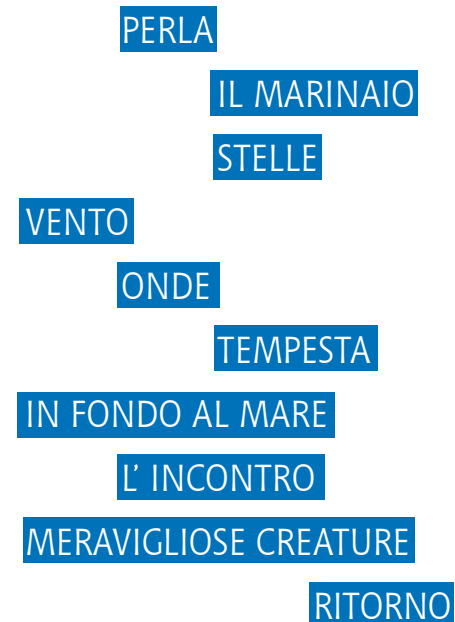 PERLA
IL MARINAIO
STELLE
VENTO
ONDE
TEMPESTA
IN FONDO AL MARE
L' INCONTRO
MERAVIGLIOSE CREATURE
RITORNO